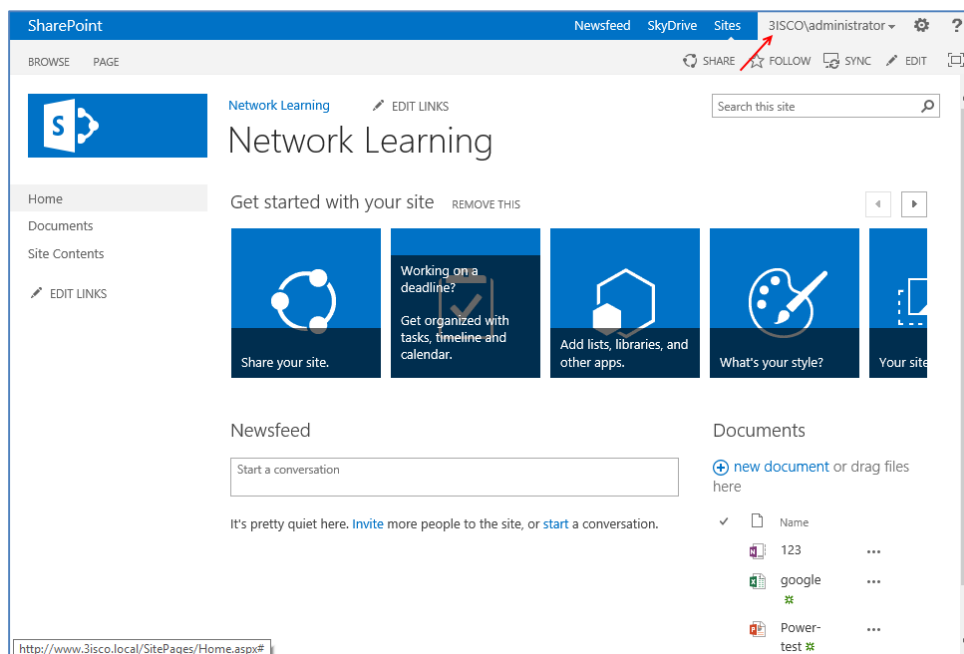 SharePoint
Newsfeed SkyDrive Sites 3ISCO\administrator ?
BROWSE PAGE
SHARE FOLLOW SYNC EDIT
S
Network Learning EDIT LINKS
Search this site
Network Learning
Home
Documents
Site Contents
EDIT LINKS
Get started with your site REMOVE THIS
Share your site.
Working on a
deadline?
Get organized with
tasks, timeline and
calendar.
Add lists, libraries, and
other apps.
What's your style?
Your site
Newsfeed
Start a conversation
It's pretty quiet here. Invite more people to the site, or start a conversation.
Documents
new document or drag files
here
Name
123 ...
google ...
Power- ...
test
http://www.3isco.local/SitePages/Home.aspx#